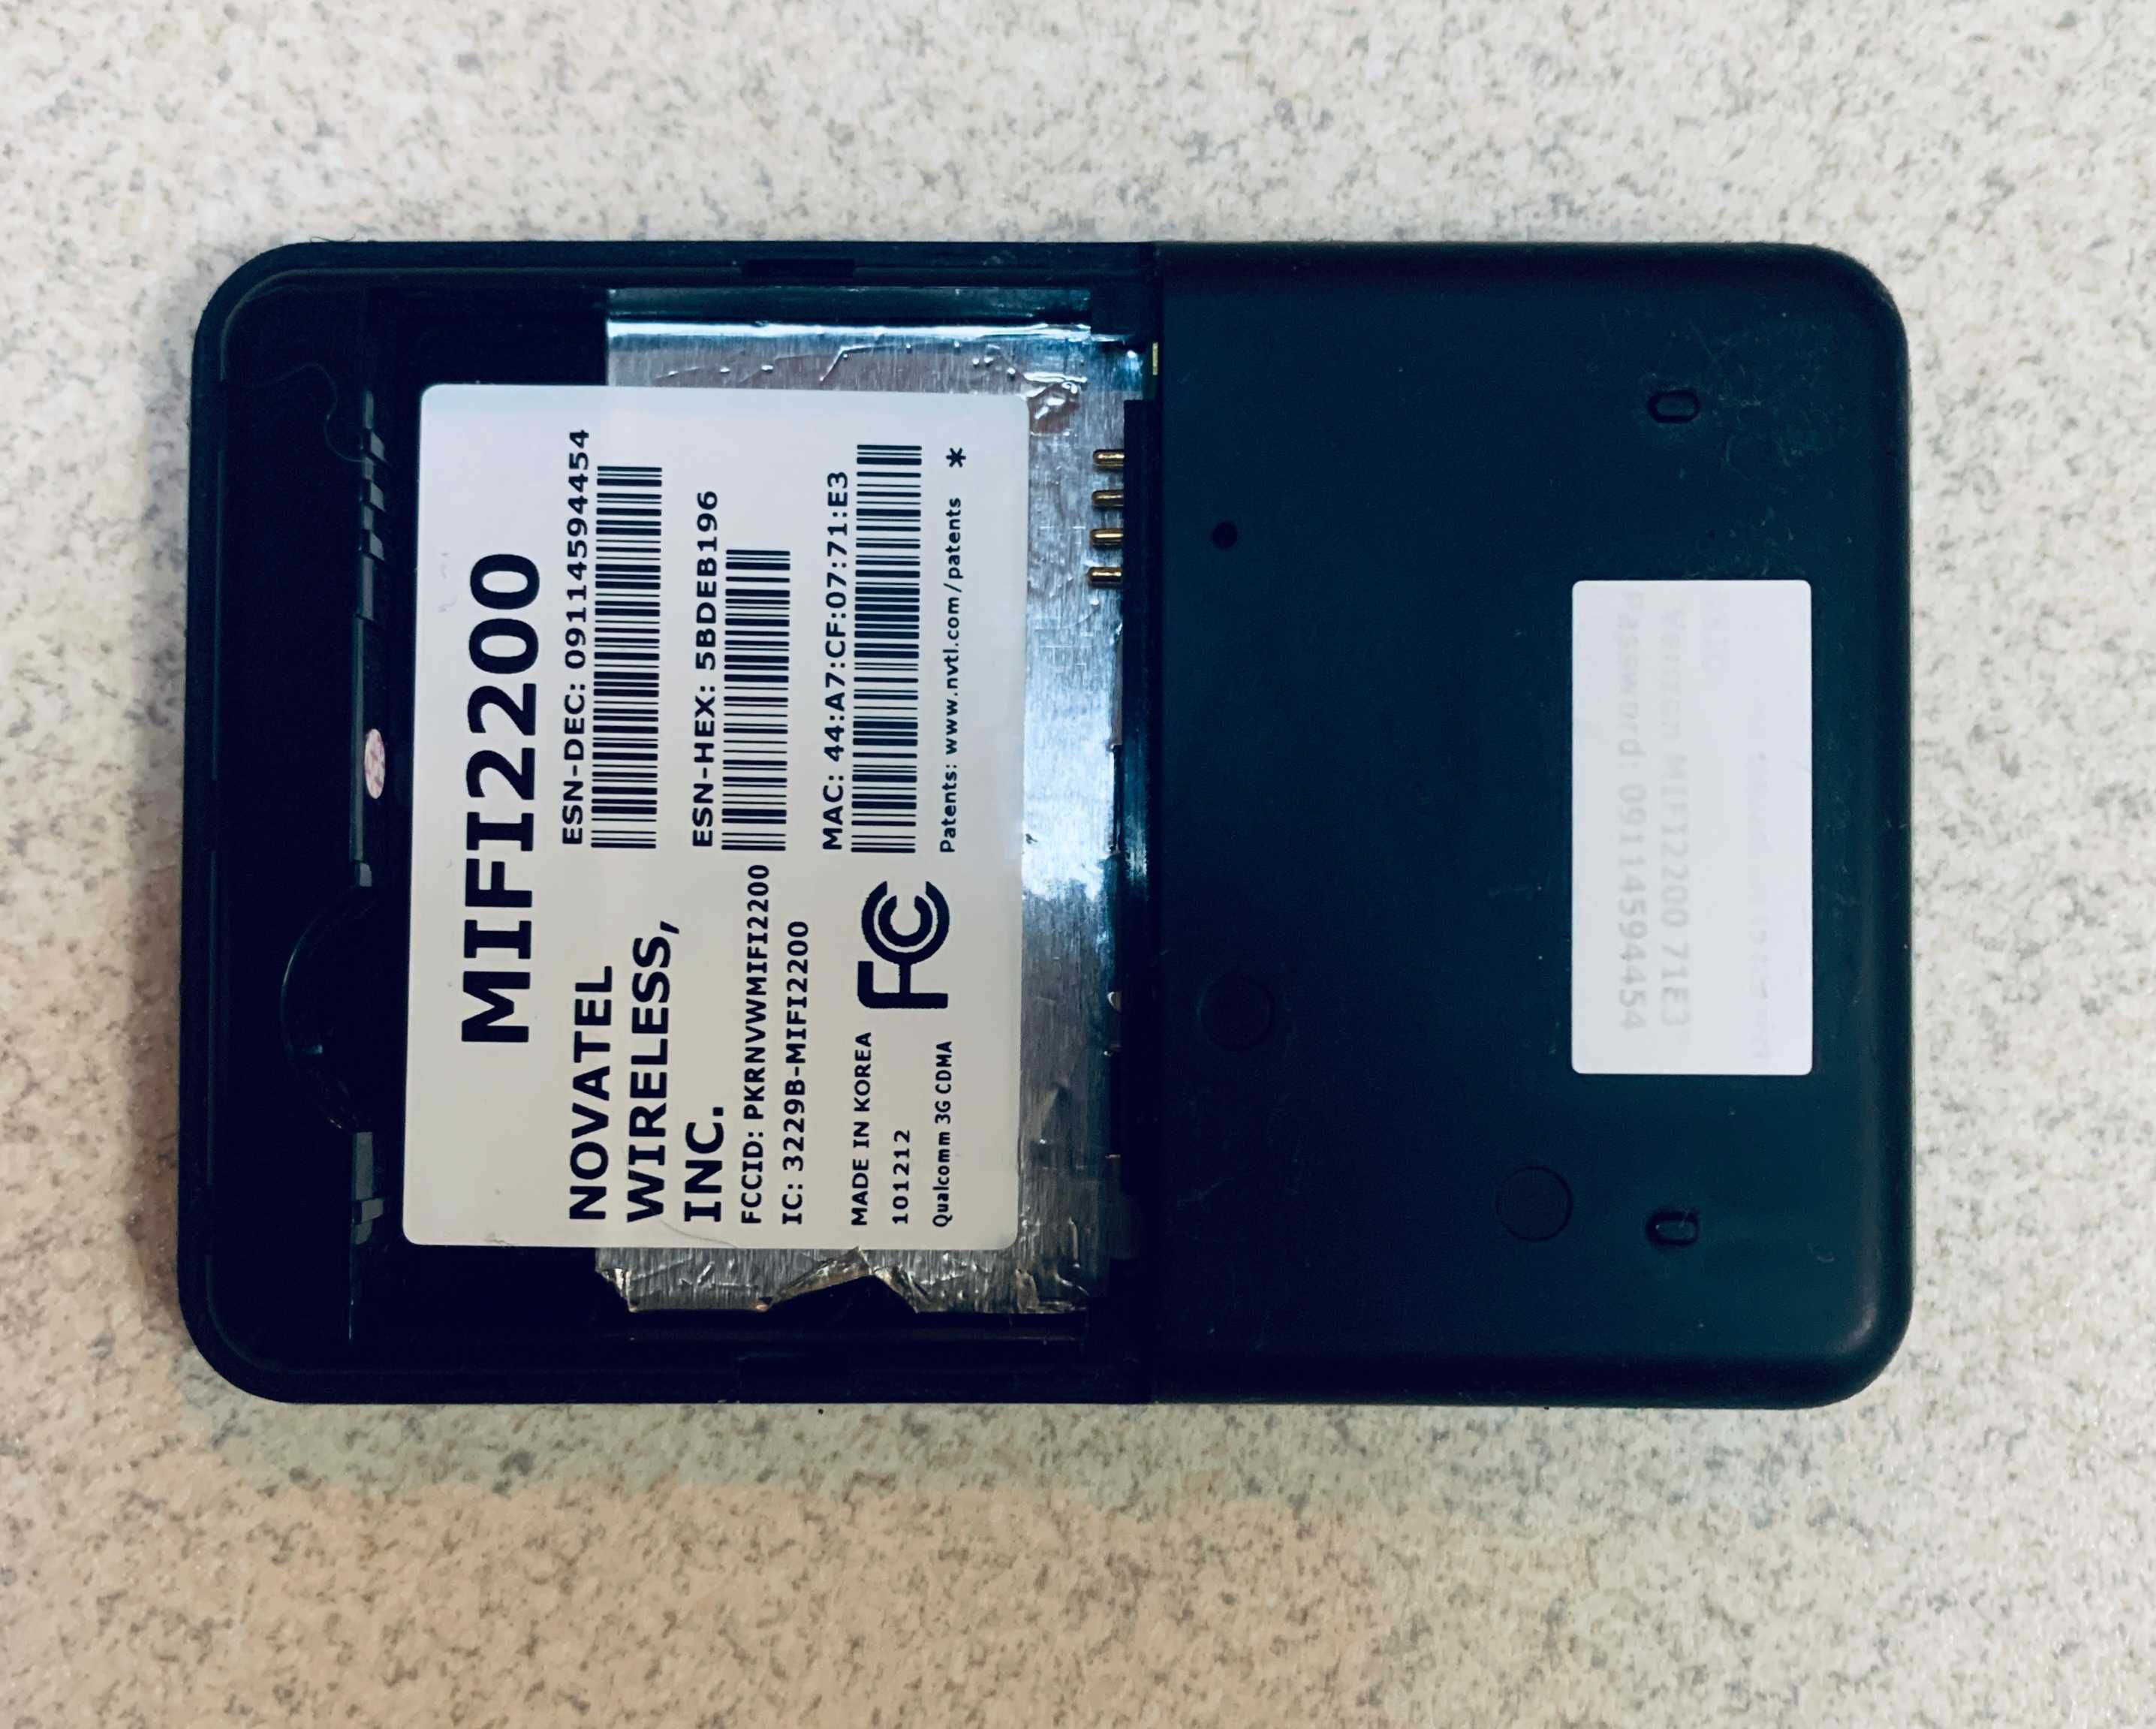 MIFI2200
NOVATEL
WIRELESS,
INC.
FCCID: PKRNVWMIFI2200
IC: 3229B-MIFI2200
MADE IN KOREA
101212
Qualcomm 3G CDMA
FC
ESN-DEC: 09114594454
ESN-HEX: 5BDEB196
MAC: 44:A7:CF:07:71:E3
Patents: www.nvtl.com/patents *
Verizon MIFI2200 71E3
Password 09114594454